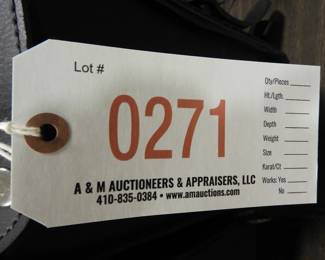 Lot #
0271
Qty/Pieces
Ht./Lgth.
Width
Depth
Weight
Size
Karat/Ct
Works: Yes
No
A & M AUCTIONEERS & APPRAISERS, LLC
410-835-0384 • www.amauctions.com